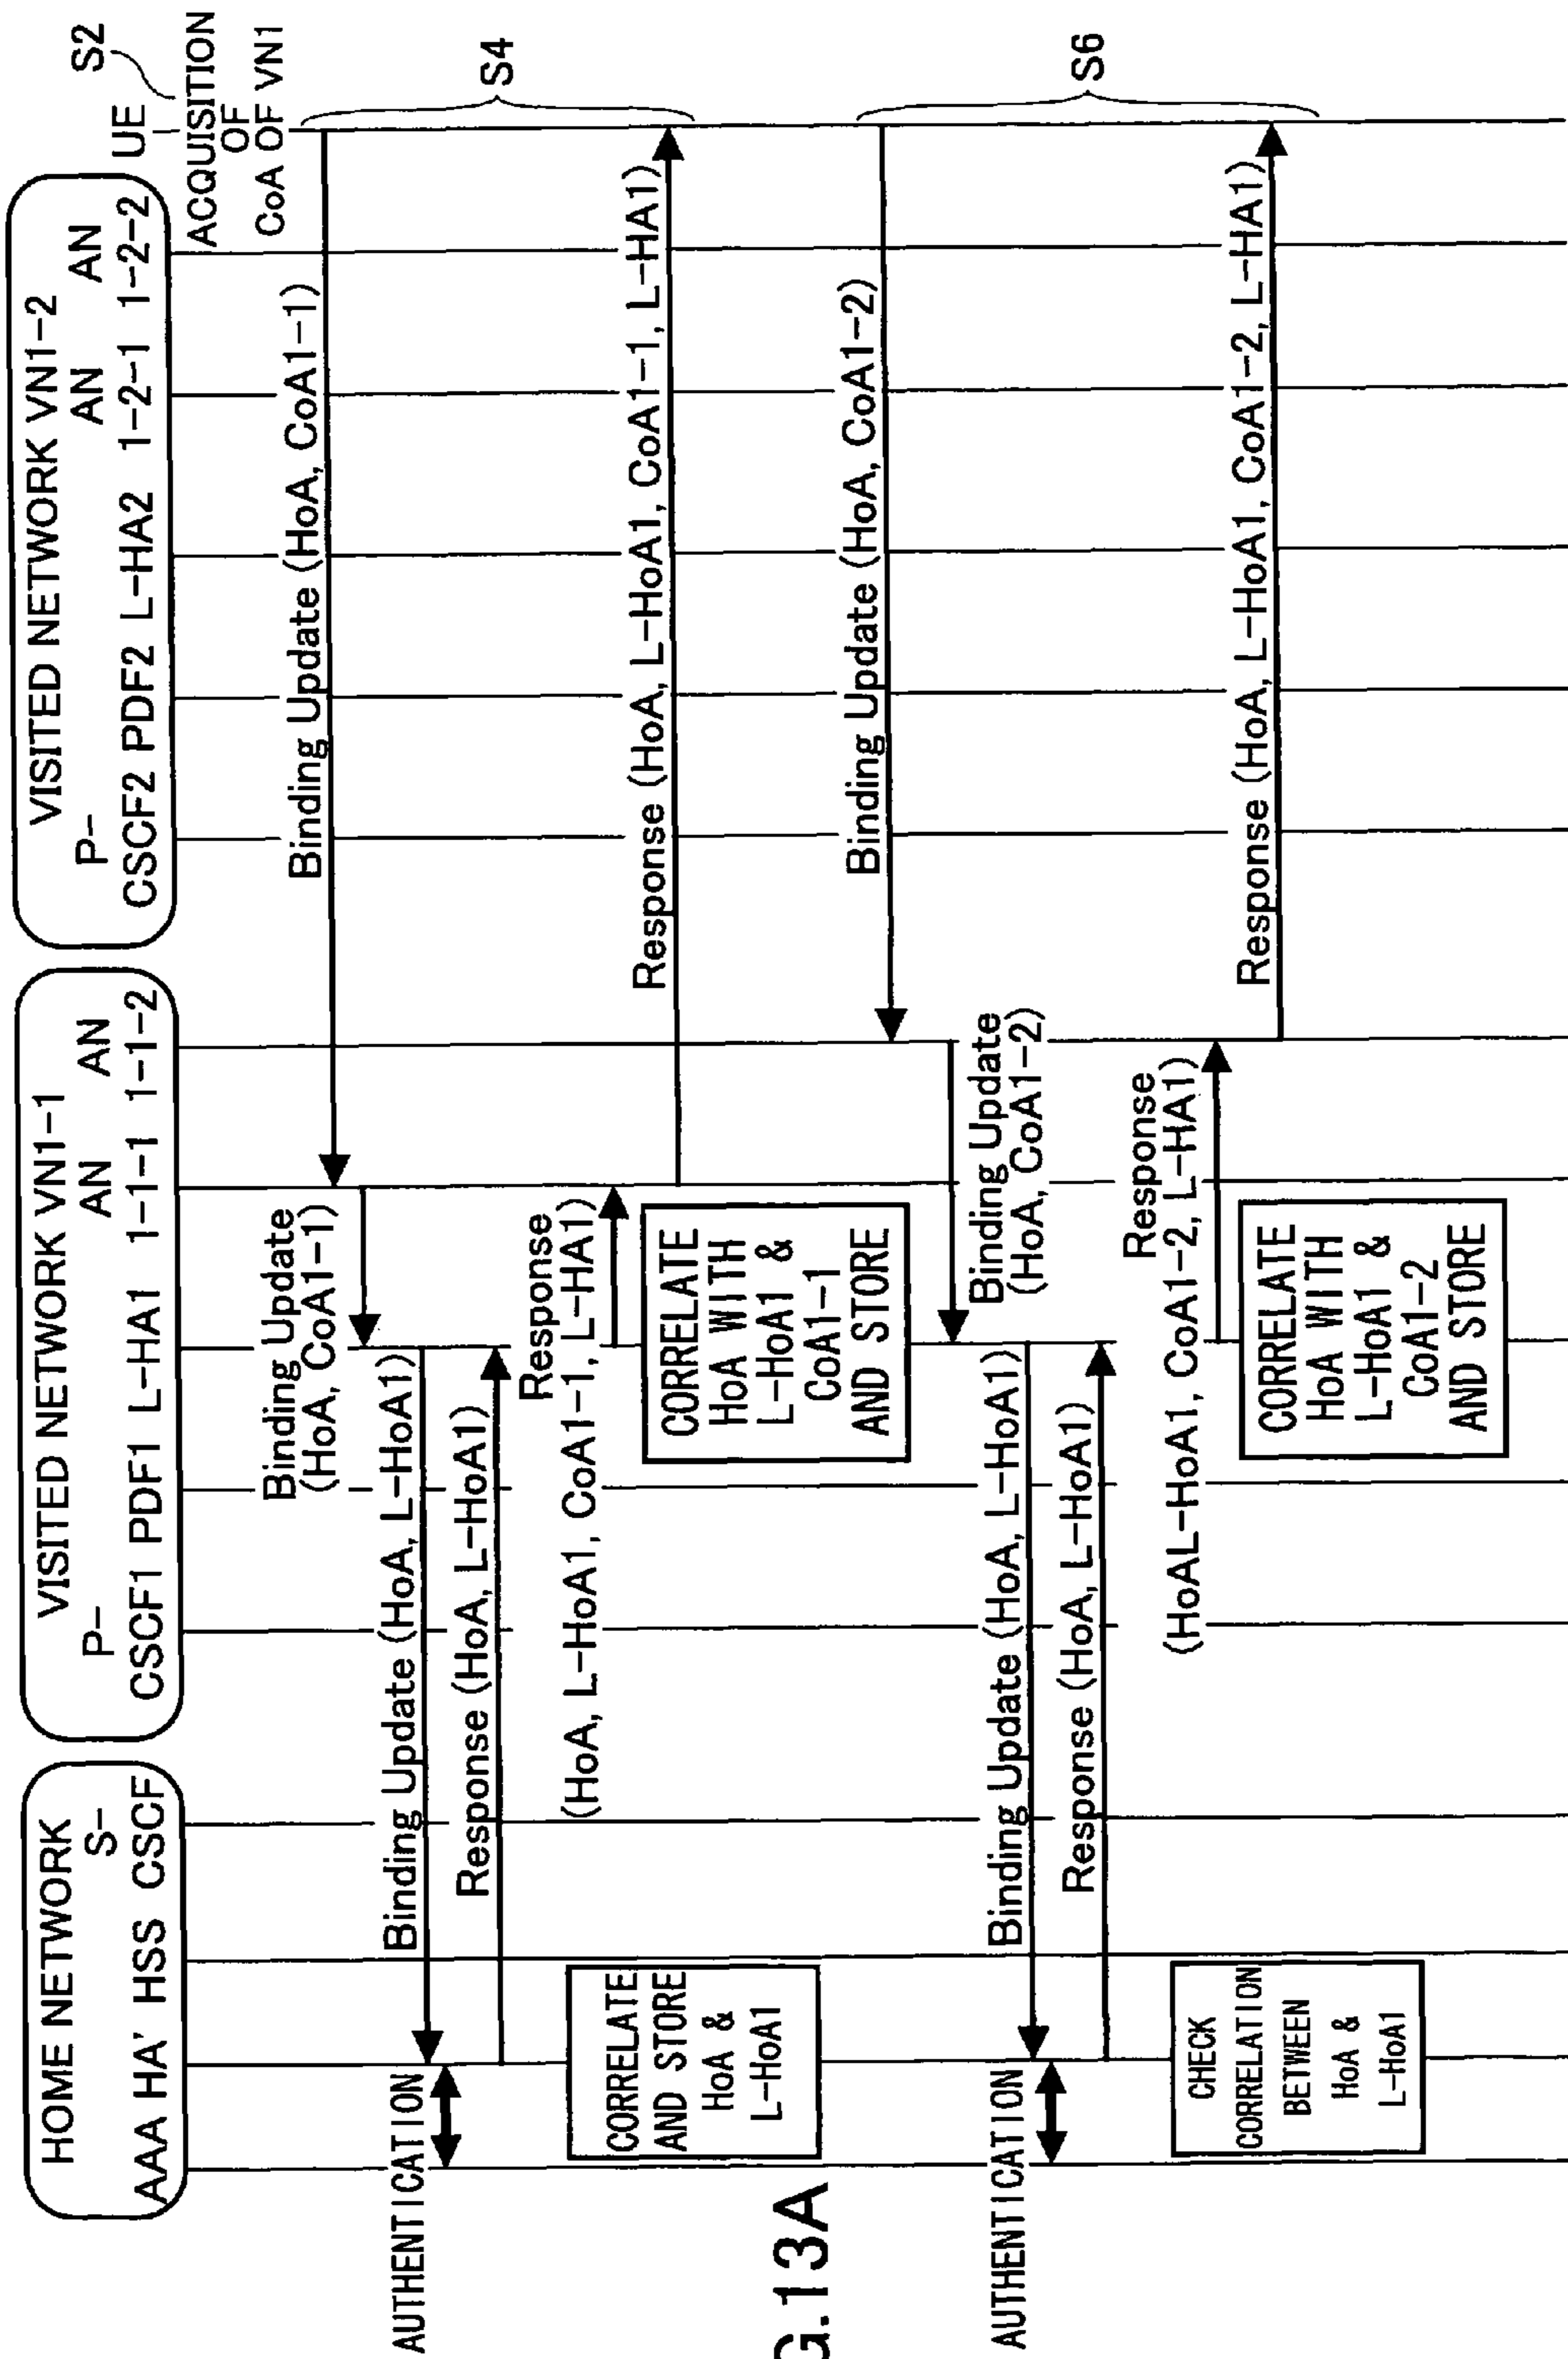 HOME NETWORK
S-
AAA HA' HSS CSCF
VISITED NETWORK VN1-1
P- AN AN
CSCF1 PDF1 L-HA1 1-1-1 1-1-2
VISITED NETWORK VN1-2
P- AN AN
CSCF2 PDF2 L-HA2 1-2-1 1-2-2
UE
S2
ACQUISITION
OF
CoA OF VN1
Binding Update (HoA, CoA1-1)
Binding Update
(HoA, CoA1-1)
Binding Update (HoA, L-HoA1)
AUTHENTICATION
Response (HoA, L-HoA1)
S4
Response
(HoA, L-HoA1, CoA1-1, L-HA1)
Response (HoA, L-HoA1, CoA1-1, L-HA1)
CORRELATE
AND STORE
HoA &
L-HoA1
CORRELATE
HoA WITH
L-HoA1 &
CoA1-1
AND STORE
G.13A
Binding Update (HoA, CoA1-2)
Binding Update
(HoA, CoA1-2)
Binding Update (HoA, L-HoA1)
AUTHENTICATION
Response (HoA, L-HoA1)
S6
Response
(HoAL-HoA1, CoA1-2, L-HA1)
Response (HoA, L-HoA1, CoA1-2, L-HA1)
CHECK
CORRELATION
BETWEEN
HoA &
L-HoA1
CORRELATE
HoA WITH
L-HoA1 &
CoA1-2
AND STORE